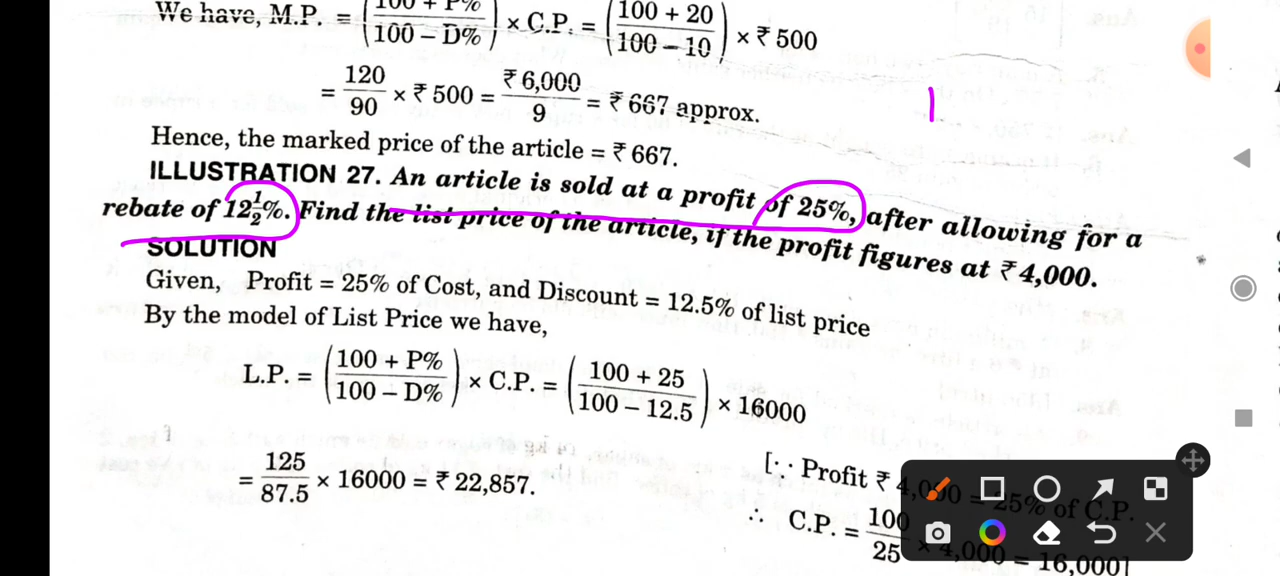 We have, M.P. = (100 + P% / 100 – D%) × C.P. = (100 + 20 / 100 – 10) × ₹ 500
= 120/90 × ₹ 500 = ₹ 6,000/9 = ₹ 667 approx.
Hence, the marked price of the article = ₹ 667.
ILLUSTRATION 27. An article is sold at a profit of 25%, after allowing for a
rebate of 12½%. Find the list price of the article, if the profit figures at ₹ 4,000.
SOLUTION
Given, Profit = 25% of Cost, and Discount = 12.5% of list price
By the model of List Price we have,
L.P. = (100 + P% / 100 – D%) × C.P. = (100 + 25 / 100 – 12.5) × 16000
= 125/87.5 × 16000 = ₹ 22,857.
[∵ Profit ₹ 4,000 = 25% of C.P.
∴ C.P. = 100/25 × 4,000 = 16,000]